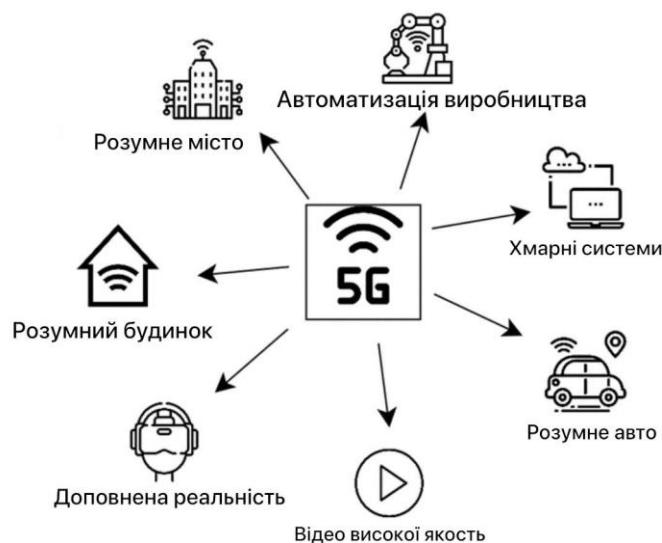 Автоматизація виробництва
Розумне місто
Хмарні системи
5G
Розумний будинок
Розумне авто
Доповнена реальність
Відео високої якость